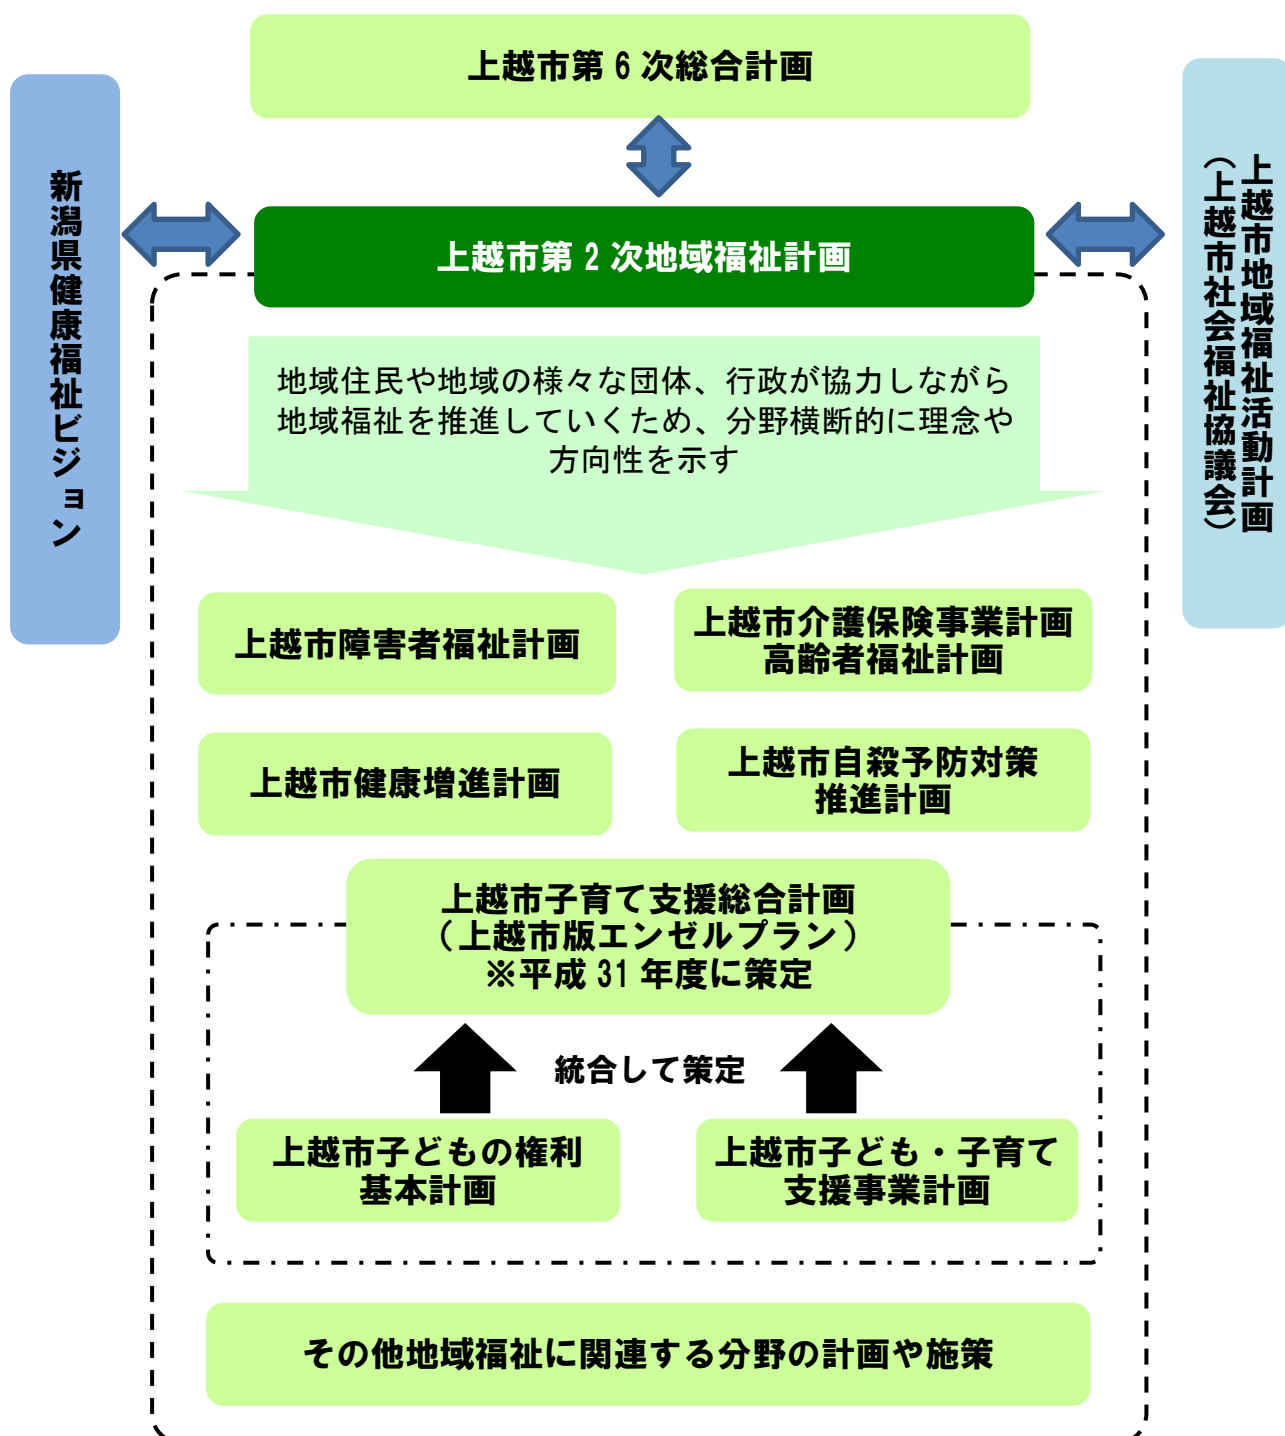 上越市第6次総合計画
新潟県健康福祉ビジョン
上越市地域福祉活動計画
（上越市社会福祉協議会）
上越市第2次地域福祉計画
地域住民や地域の様々な団体、行政が協力しながら
地域福祉を推進していくため、分野横断的に理念や
方向性を示す
上越市障害者福祉計画
上越市介護保険事業計画
高齢者福祉計画
上越市健康増進計画
上越市自殺予防対策
推進計画
上越市子育て支援総合計画
（上越市版エンゼルプラン）
※平成31年度に策定
統合して策定
上越市子どもの権利
基本計画
上越市子ども・子育て
支援事業計画
その他地域福祉に関連する分野の計画や施策